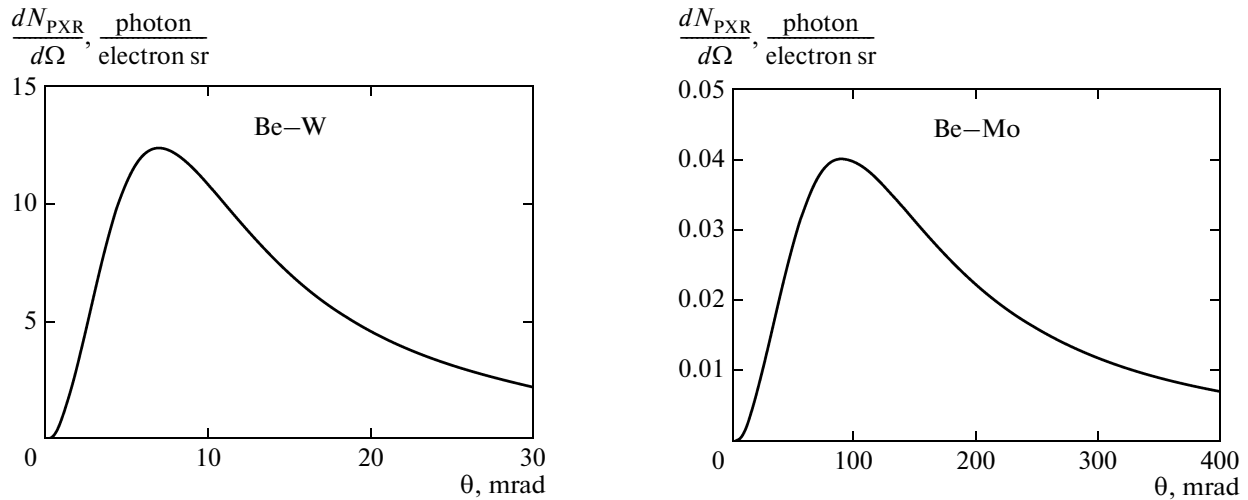 dN_PXR/dΩ, photon/electron sr
15
Be–W
10
5
0 10 20 30
θ, mrad
dN_PXR/dΩ, photon/electron sr
0.05
Be–Mo
0.04
0.03
0.02
0.01
0 100 200 300 400
θ, mrad